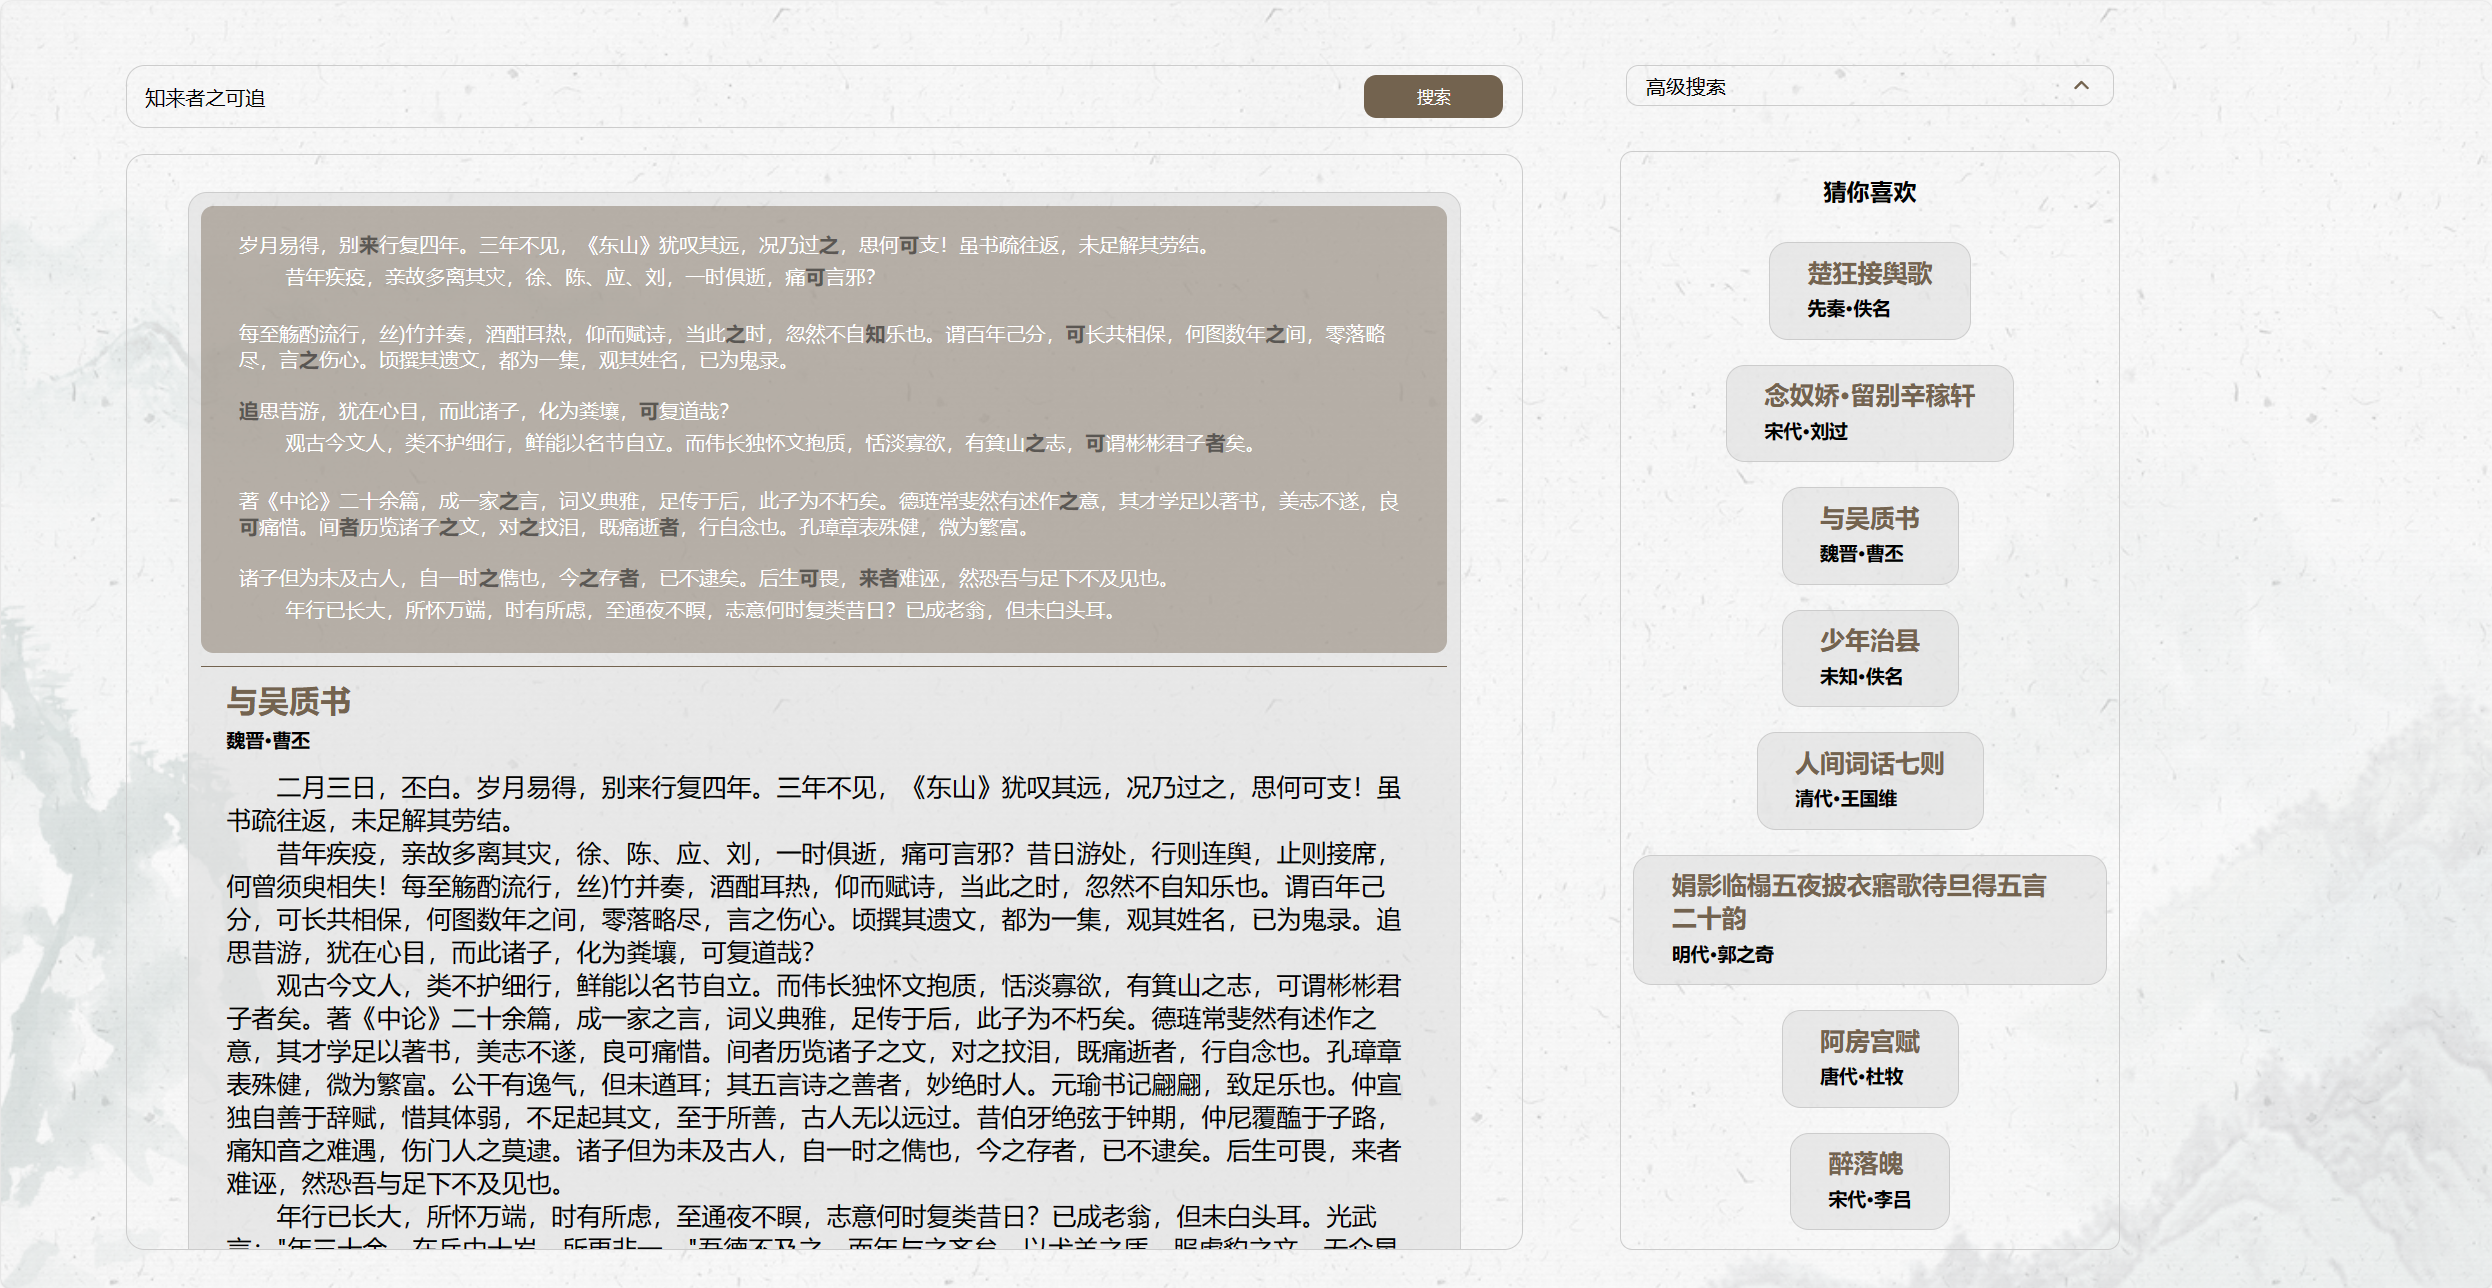 知来者之可追
搜索
岁月易得，别来行复四年。三年不见，《东山》犹叹其远，况乃过之，思何可支！虽书疏往返，未足解其劳结。
昔年疾疫，亲故多离其灾，徐、陈、应、刘，一时俱逝，痛可言邪？
每至觞酌流行，丝)竹并奏，酒酣耳热，仰而赋诗，当此之时，忽然不自知乐也。谓百年己分，可长共相保，何图数年之间，零落略
尽，言之伤心。顷撰其遗文，都为一集，观其姓名，已为鬼录。
追思昔游，犹在心目，而此诸子，化为粪壤，可复道哉？
观古今文人，类不护细行，鲜能以名节自立。而伟长独怀文抱质，恬淡寡欲，有箕山之志，可谓彬彬君子者矣。
著《中论》二十余篇，成一家之言，词义典雅，足传于后，此子为不朽矣。德琏常斐然有述作之意，其才学足以著书，美志不遂，良
可痛惜。间者历览诸子之文，对之抆泪，既痛逝者，行自念也。孔璋章表殊健，微为繁富。
诸子但为未及古人，自一时之儁也，今之存者，已不逮矣。后生可畏，来者难诬，然恐吾与足下不及见也。
年行已长大，所怀万端，时有所虑，至通夜不瞑，志意何时复类昔日？已成老翁，但未白头耳。
与吴质书
魏晋•曹丕
二月三日，丕白。岁月易得，别来行复四年。三年不见，《东山》犹叹其远，况乃过之，思何可支！虽
书疏往返，未足解其劳结。
昔年疾疫，亲故多离其灾，徐、陈、应、刘，一时俱逝，痛可言邪？昔日游处，行则连舆，止则接席，
何曾须臾相失！每至觞酌流行，丝)竹并奏，酒酣耳热，仰而赋诗，当此之时，忽然不自知乐也。谓百年己
分，可长共相保，何图数年之间，零落略尽，言之伤心。顷撰其遗文，都为一集，观其姓名，已为鬼录。追
思昔游，犹在心目，而此诸子，化为粪壤，可复道哉？
观古今文人，类不护细行，鲜能以名节自立。而伟长独怀文抱质，恬淡寡欲，有箕山之志，可谓彬彬君
子者矣。著《中论》二十余篇，成一家之言，词义典雅，足传于后，此子为不朽矣。德琏常斐然有述作之
意，其才学足以著书，美志不遂，良可痛惜。间者历览诸子之文，对之抆泪，既痛逝者，行自念也。孔璋章
表殊健，微为繁富。公干有逸气，但未遒耳；其五言诗之善者，妙绝时人。元瑜书记翩翩，致足乐也。仲宣
独自善于辞赋，惜其体弱，不足起其文，至于所善，古人无以远过。昔伯牙绝弦于钟期，仲尼覆醢于子路，
痛知音之难遇，伤门人之莫逮。诸子但为未及古人，自一时之儁也，今之存者，已不逮矣。后生可畏，来者
难诬，然恐吾与足下不及见也。
年行已长大，所怀万端，时有所虑，至通夜不瞑，志意何时复类昔日？已成老翁，但未白头耳。光武
言："年三十余，在兵中十岁，所更非一。"吾德不及之，而年与之齐矣。以犬羊之质，服虎豹之文，无众星
高级搜索
猜你喜欢
楚狂接舆歌
先秦•佚名
念奴娇•留别辛稼轩
宋代•刘过
与吴质书
魏晋•曹丕
少年治县
未知•佚名
人间词话七则
清代•王国维
娟影临榻五夜披衣寤歌待旦得五言
二十韵
明代•郭之奇
阿房宫赋
唐代•杜牧
醉落魄
宋代•李吕